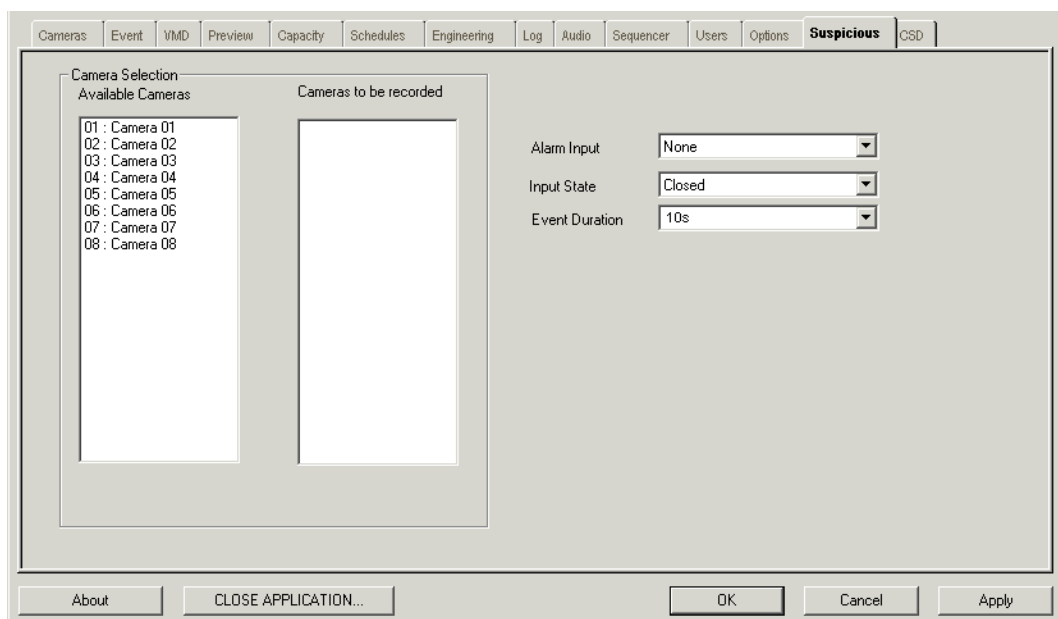 Cameras Event VMD Preview Capacity Schedules Engineering Log Audio Sequencer Users Options Suspicious CSD
Camera Selection
Available Cameras
01 : Camera 01
02 : Camera 02
03 : Camera 03
04 : Camera 04
05 : Camera 05
06 : Camera 06
07 : Camera 07
08 : Camera 08
Cameras to be recorded
Alarm Input None
Input State Closed
Event Duration 10s
About CLOSE APPLICATION... OK Cancel Apply